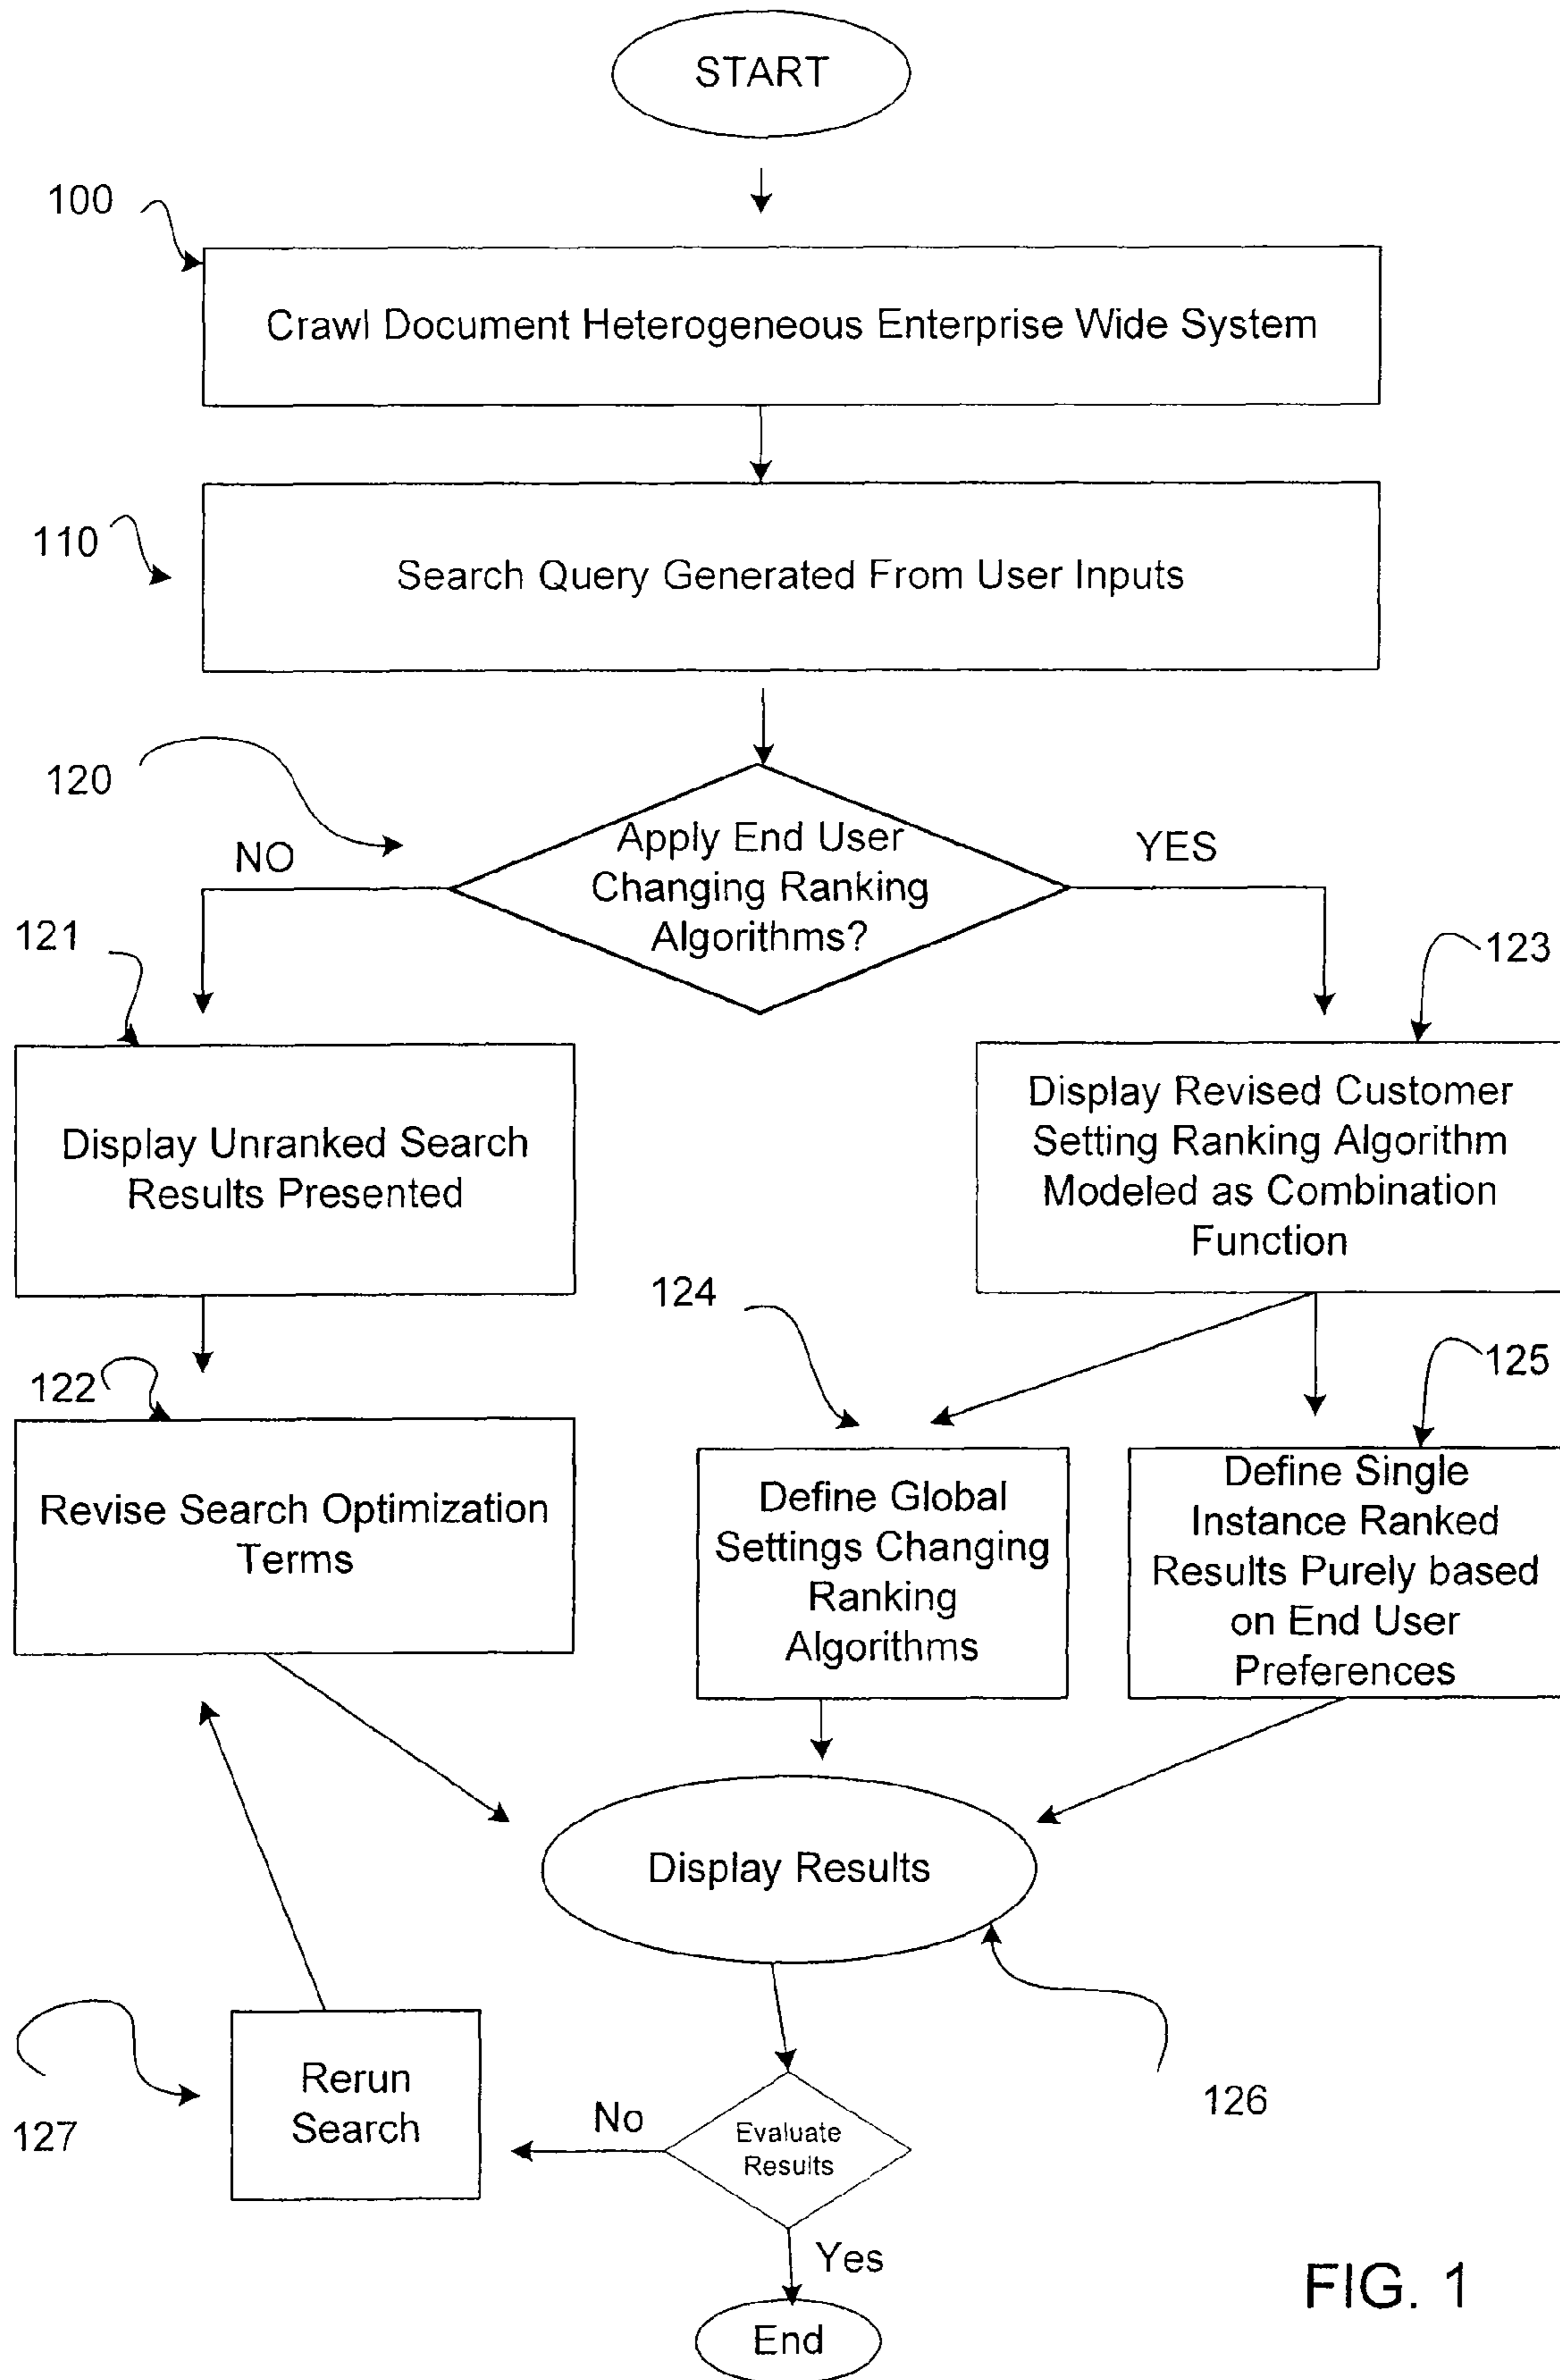 START
100
Crawl Document Heterogeneous Enterprise Wide System
110
Search Query Generated From User Inputs
120
NO
Apply End User
Changing Ranking
Algorithms?
YES
121
123
Display Unranked Search
Results Presented
Display Revised Customer
Setting Ranking Algorithm
Modeled as Combination
Function
124
122
125
Revise Search Optimization
Terms
Define Global
Settings Changing
Ranking
Algorithms
Define Single
Instance Ranked
Results Purely based
on End User
Preferences
Display Results
126
127
Rerun
Search
No
Evaluate
Results
Yes
End
FIG. 1